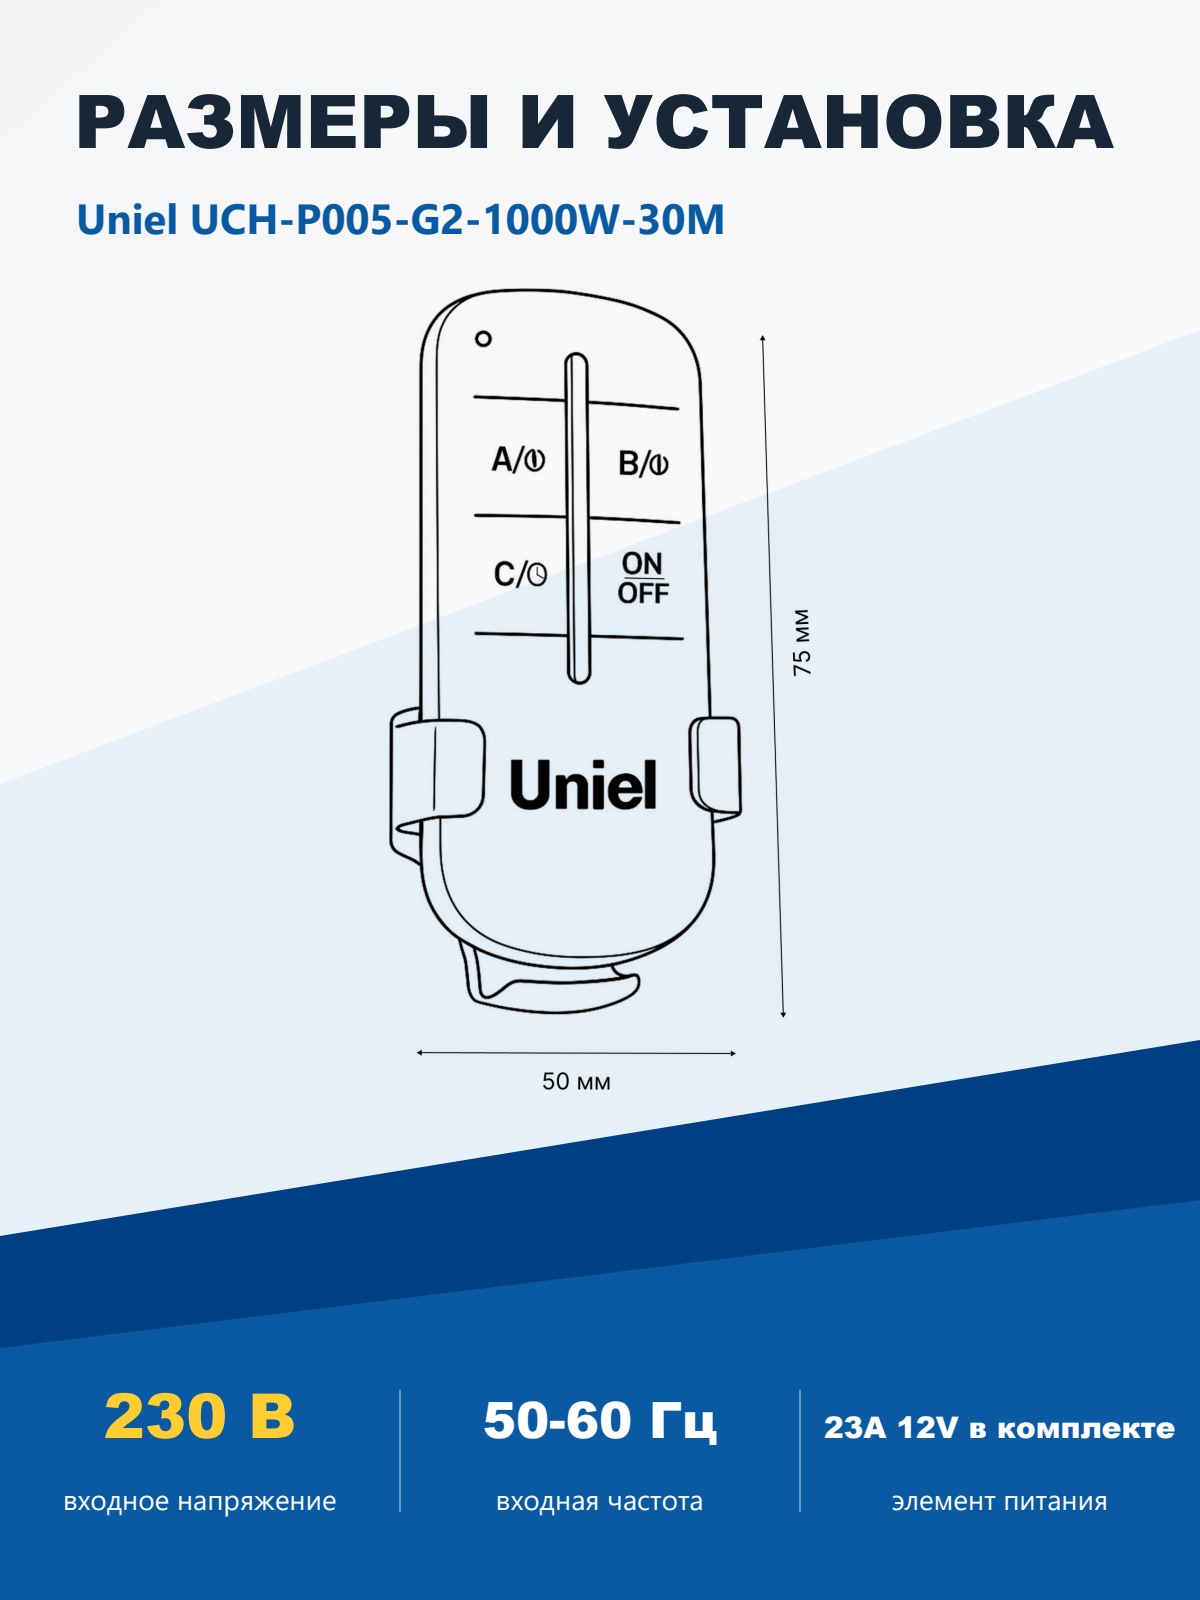 РАЗМЕРЫ И УСТАНОВКА
Uniel UCH-P005-G2-1000W-30M
A/
B/
C/
ON
OFF
75 мм
Uniel
50 мм
230 В
50-60 Гц
23A 12V в комплекте
входное напряжение
входная частота
элемент питания